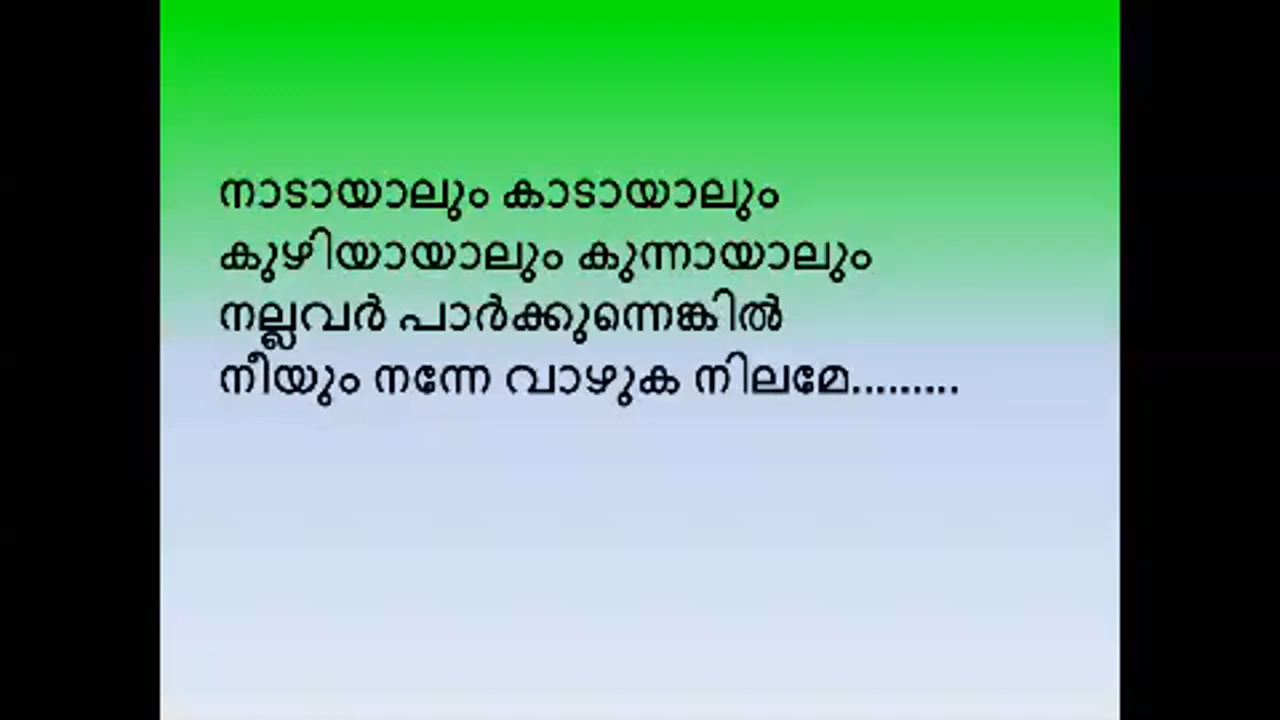 നാടായാലും കാടായാലും
കുഴിയായാലും കുന്നായാലും
നല്ലവർ പാർക്കുന്നെങ്കിൽ
നീയും നന്നേ വാഴുക നിലമേ.........